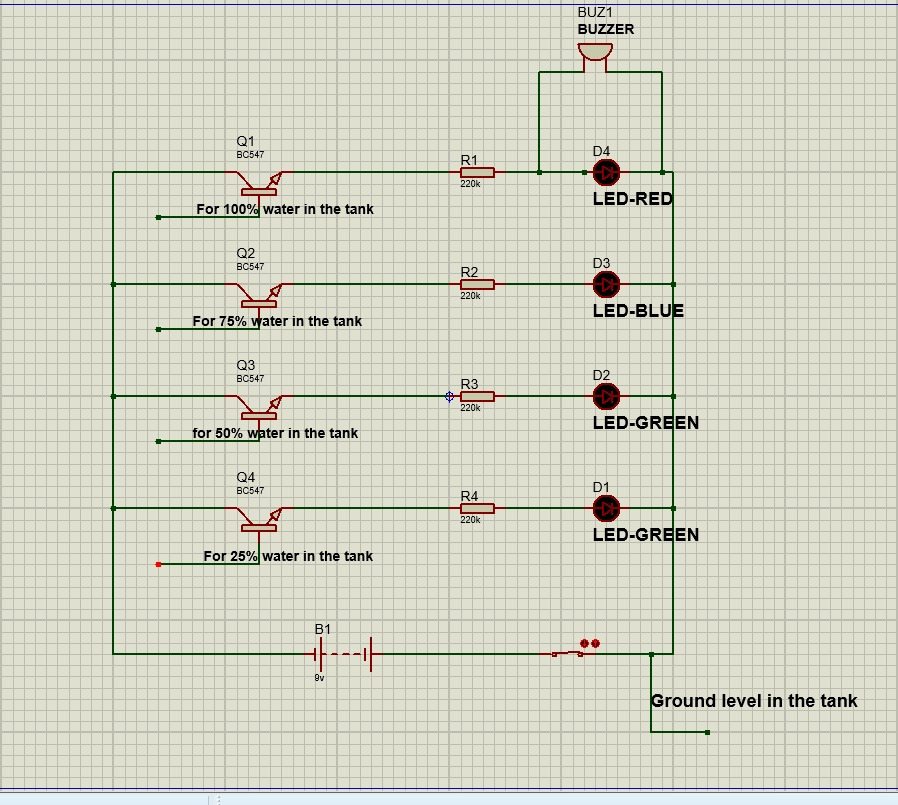 BUZ1
BUZZER
Q1
BC547
R1
220k
D4
LED-RED
For 100% water in the tank
Q2
BC547
R2
220k
D3
LED-BLUE
For 75% water in the tank
Q3
BC547
R3
220k
D2
LED-GREEN
for 50% water in the tank
Q4
BC547
R4
220k
D1
LED-GREEN
For 25% water in the tank
B1
9v
Ground level in the tank